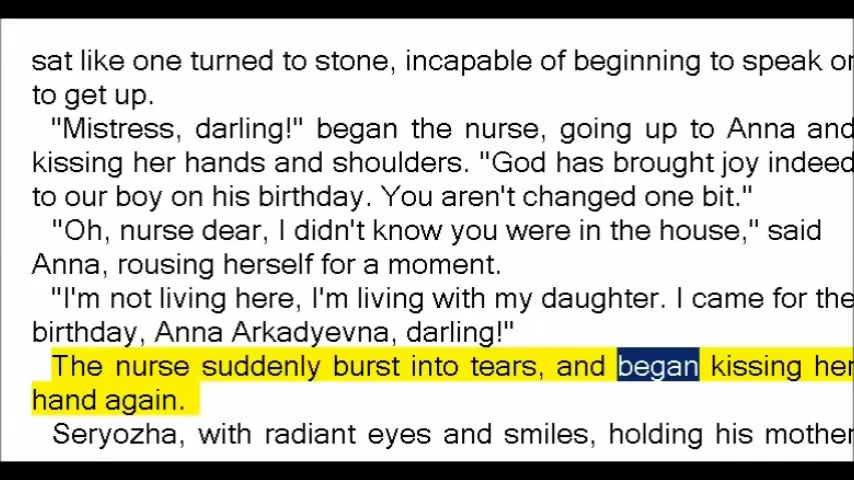 sat like one turned to stone, incapable of beginning to speak or
to get up.
"Mistress, darling!" began the nurse, going up to Anna and
kissing her hands and shoulders. "God has brought joy indeed
to our boy on his birthday. You aren't changed one bit."
"Oh, nurse dear, I didn't know you were in the house," said
Anna, rousing herself for a moment.
"I'm not living here, I'm living with my daughter. I came for the
birthday, Anna Arkadyevna, darling!"
The nurse suddenly burst into tears, and began kissing her
hand again.
Seryozha, with radiant eyes and smiles, holding his mother